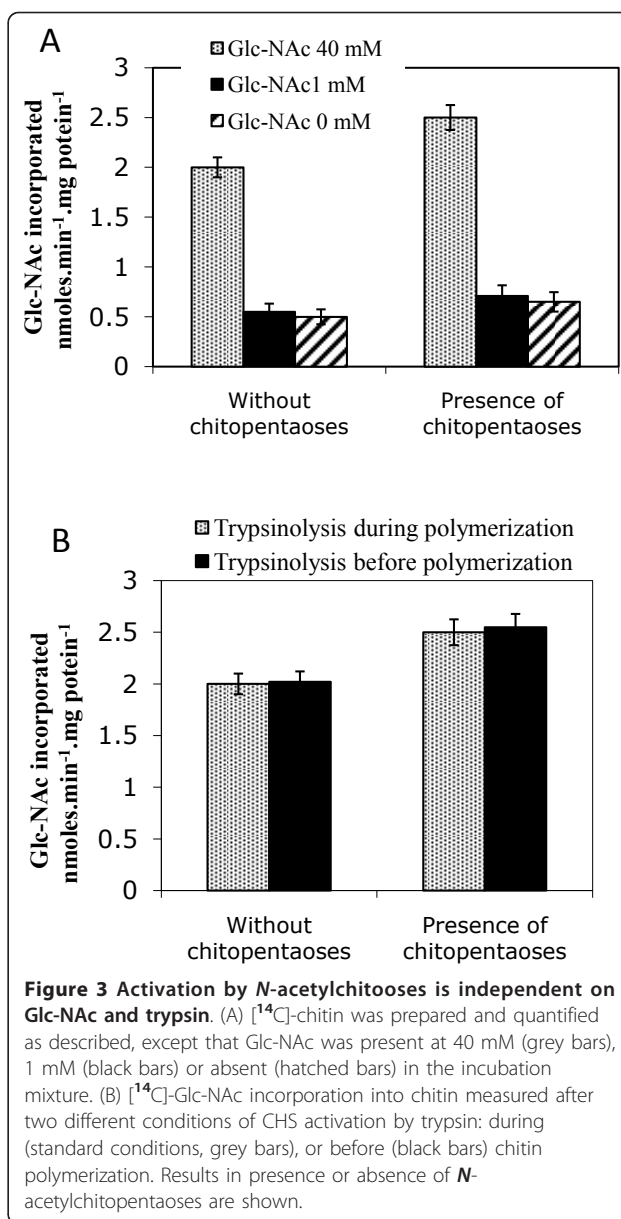 A
Glc-NAc 40 mM
Glc-NAc1 mM
Glc-NAc 0 mM
Glc-NAc incorporated
nmoles.min-1.mg potein-1
3
2.5
2
1.5
1
0.5
0
Without
chitopentaoses
Presence of
chitopentaoses
B
Trypsinolysis during polymerization
Trypsinolysis before polymerization
Glc-NAc incorporated
nmoles.min-1.mg potein-1
3
2.5
2
1.5
1
0.5
0
Without
chitopentaoses
Presence of
chitopentaoses
Figure 3 Activation by N-acetylchitooses is independent on
Glc-NAc and trypsin. (A) [14C]-chitin was prepared and quantified
as described, except that Glc-NAc was present at 40 mM (grey bars),
1 mM (black bars) or absent (hatched bars) in the incubation
mixture. (B) [14C]-Glc-NAc incorporation into chitin measured after
two different conditions of CHS activation by trypsin: during
(standard conditions, grey bars), or before (black bars) chitin
polymerization. Results in presence or absence of N-
acetylchitopentaoses are shown.